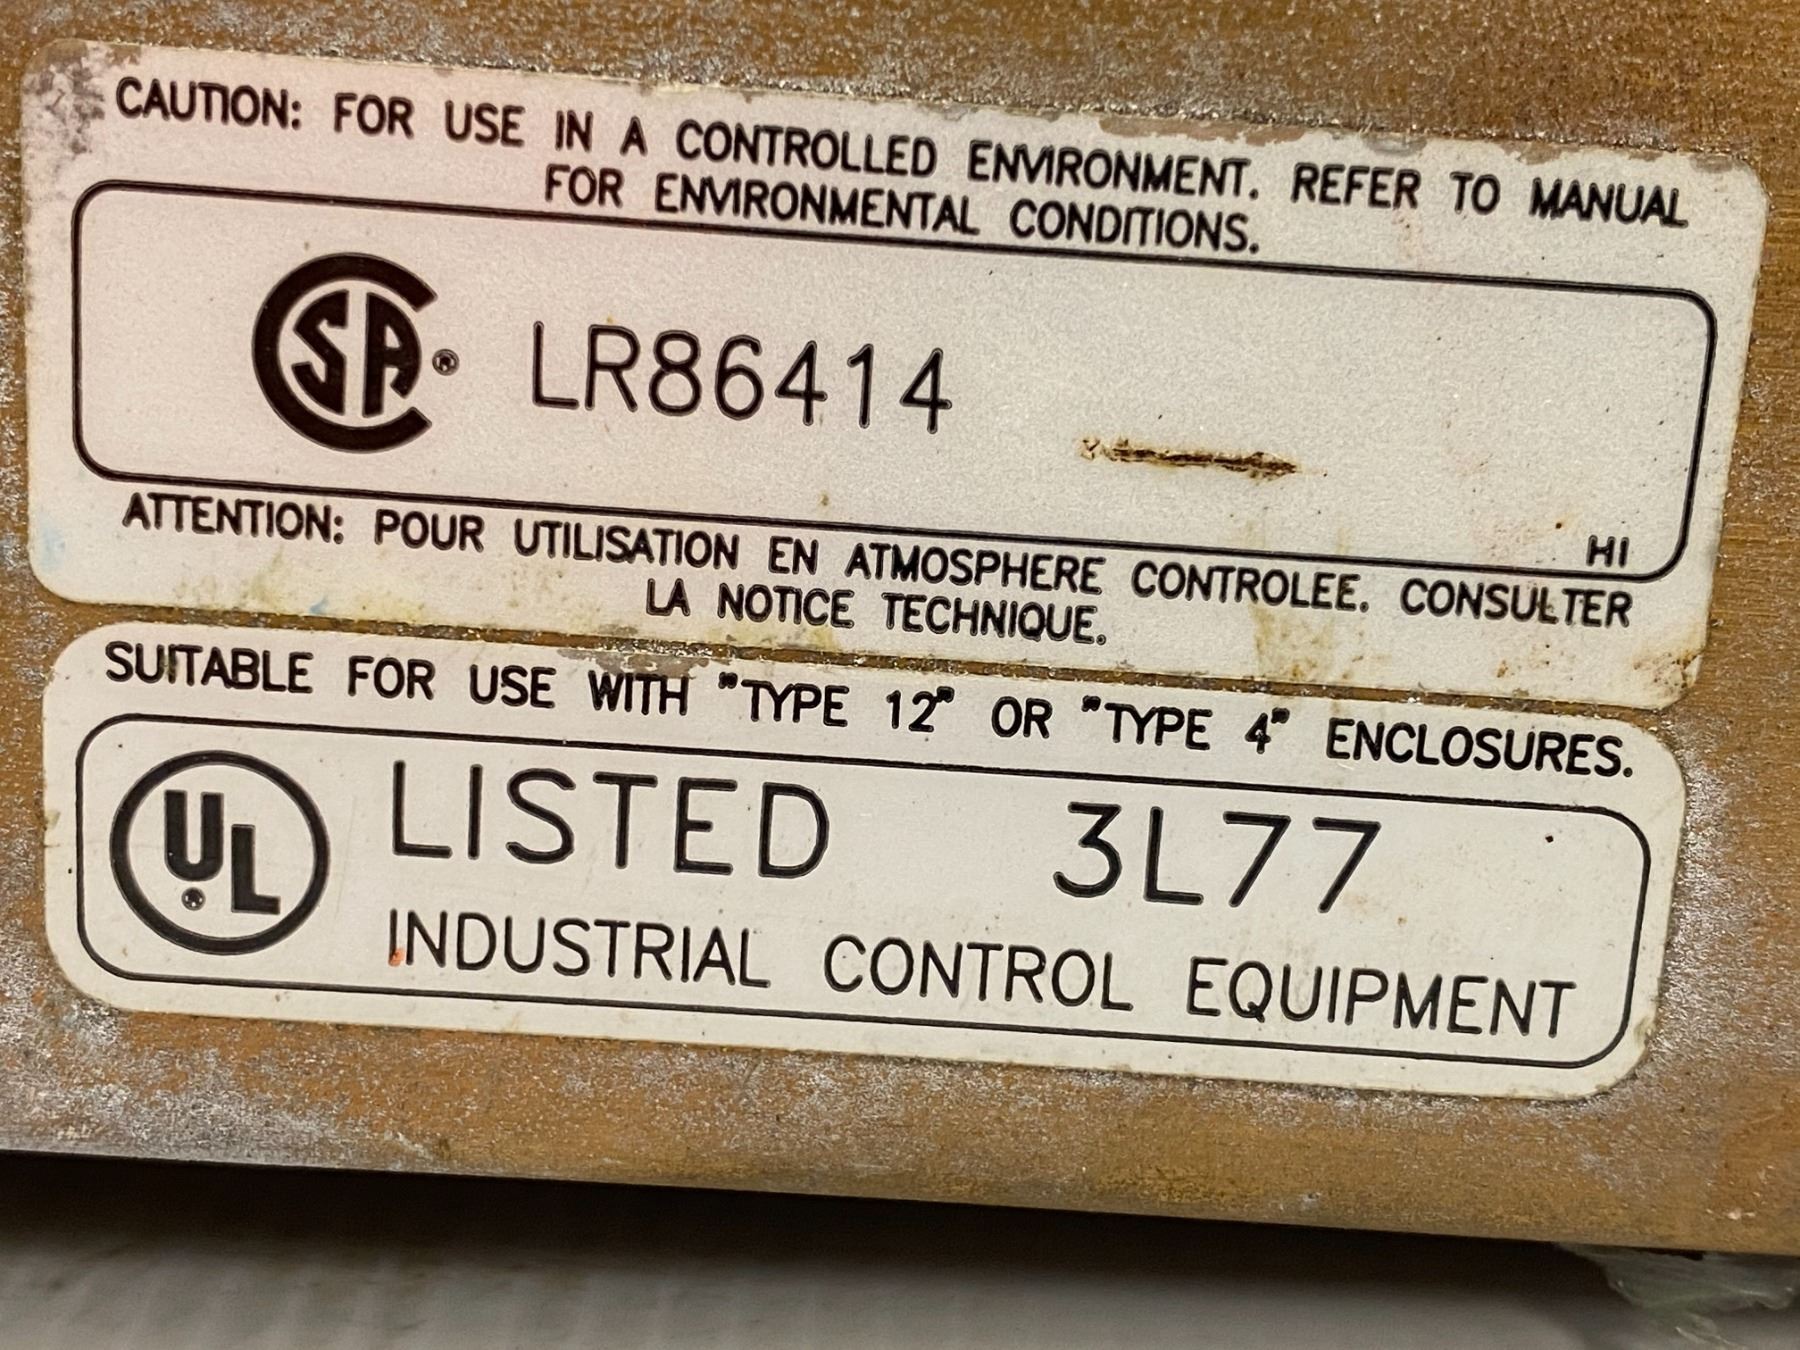 CAUTION: FOR USE IN A CONTROLLED ENVIRONMENT. REFER TO MANUAL
FOR ENVIRONMENTAL CONDITIONS.
CSA ® LR86414
HI
ATTENTION: POUR UTILISATION EN ATMOSPHERE CONTROLEE. CONSULTER
LA NOTICE TECHNIQUE.
SUITABLE FOR USE WITH "TYPE 12" OR "TYPE 4" ENCLOSURES.
UL ® LISTED 3L77
INDUSTRIAL CONTROL EQUIPMENT